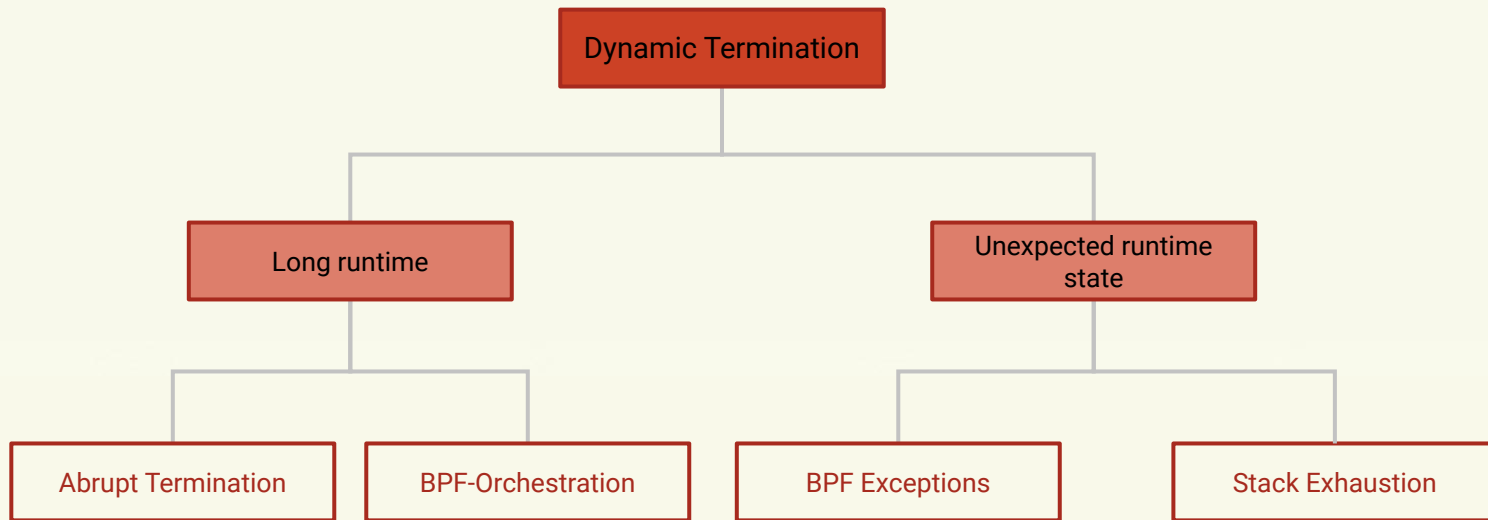 Dynamic Termination
Long runtime
Unexpected runtime
state
Abrupt Termination
BPF-Orchestration
BPF Exceptions
Stack Exhaustion